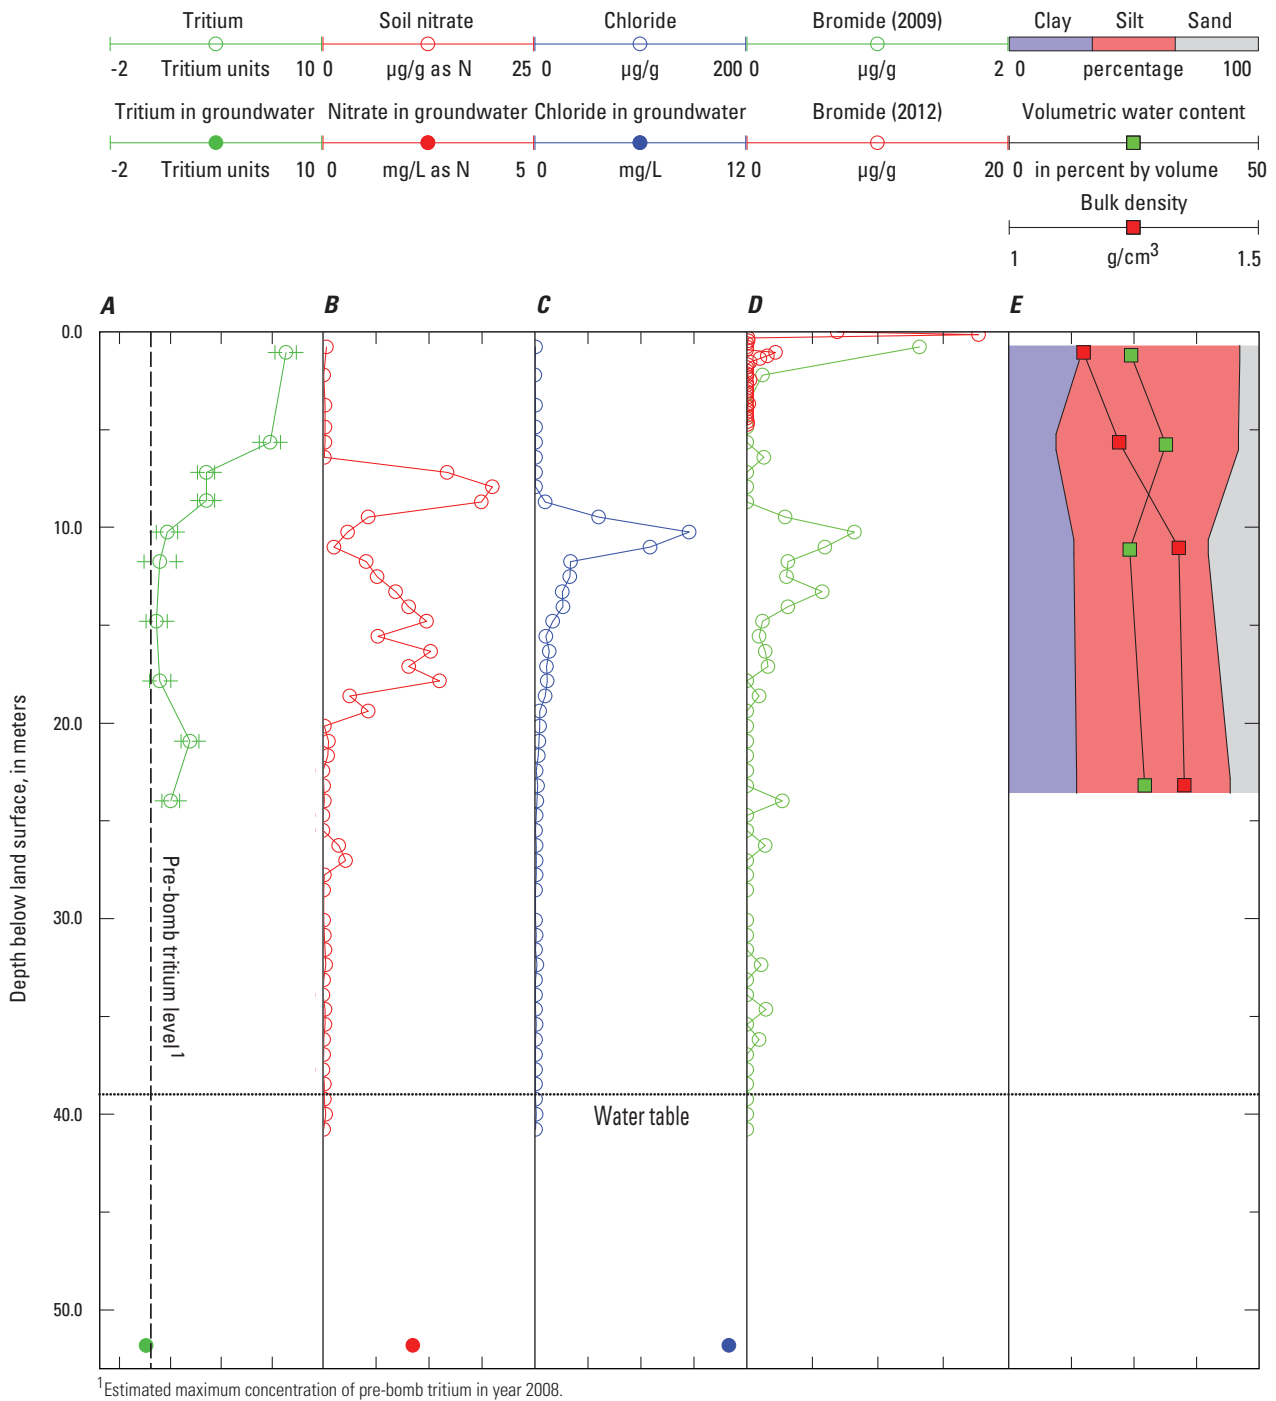 Tritium Soil nitrate Chloride Bromide (2009) Clay Silt Sand
-2 Tritium units 10 0 µg/g as N 25 0 µg/g 200 0 µg/g 2 0 percentage 100
Tritium in groundwater Nitrate in groundwater Chloride in groundwater Bromide (2012) Volumetric water content
-2 Tritium units 10 0 mg/L as N 5 0 mg/L 12 0 µg/g 20 0 in percent by volume 50
Bulk density
1 g/cm3 1.5
A B C D E
0.0
10.0
20.0
30.0
40.0
50.0
Depth below land surface, in meters
Pre-bomb tritium level1
Water table
1Estimated maximum concentration of pre-bomb tritium in year 2008.